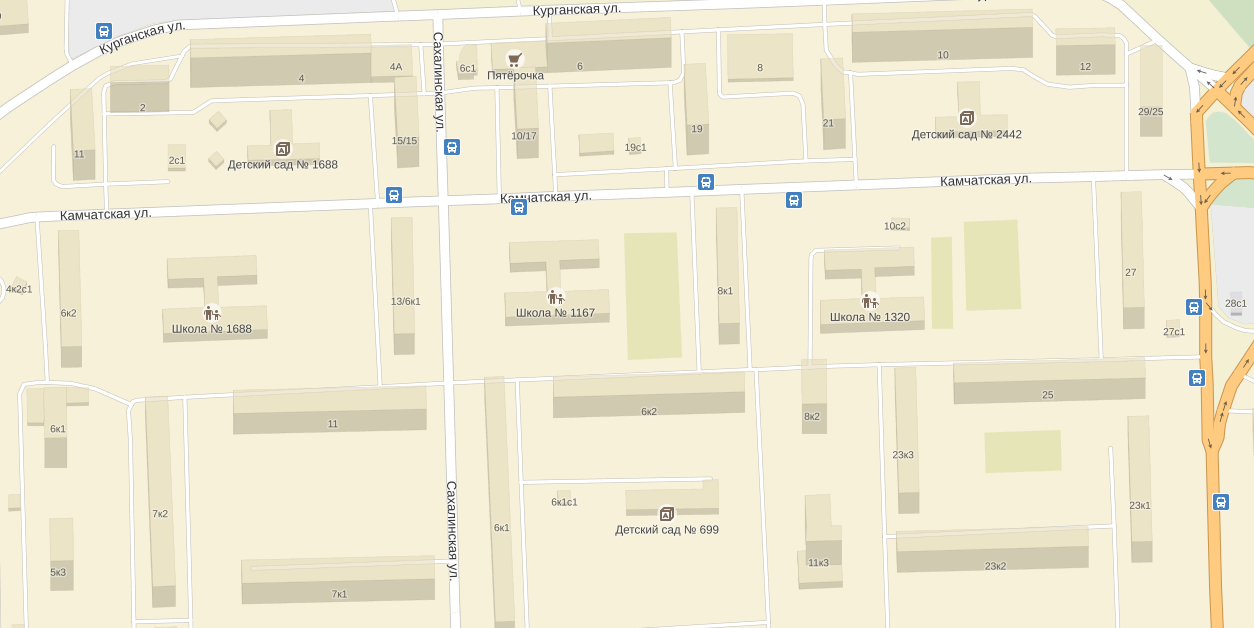 Курганская ул.
Курганская ул.
Сахалинская ул.
4
4А
6с1
Пятёрочка
6
8
10
12
2
11
2с1
Детский сад № 1688
15/15
10/17
19с1
19
21
Детский сад № 2442
29/25
Камчатская ул.
Камчатская ул.
Камчатская ул.
4к2с1
6к2
Школа № 1688
13/6к1
Школа № 1167
8к1
10с2
Школа № 1320
27
27с1
28с1
6к1
11
6к2
8к2
25
23к3
7к2
Сахалинская ул.
6к1
6к1с1
Детский сад № 699
23к1
5к3
7к1
11к3
23к2